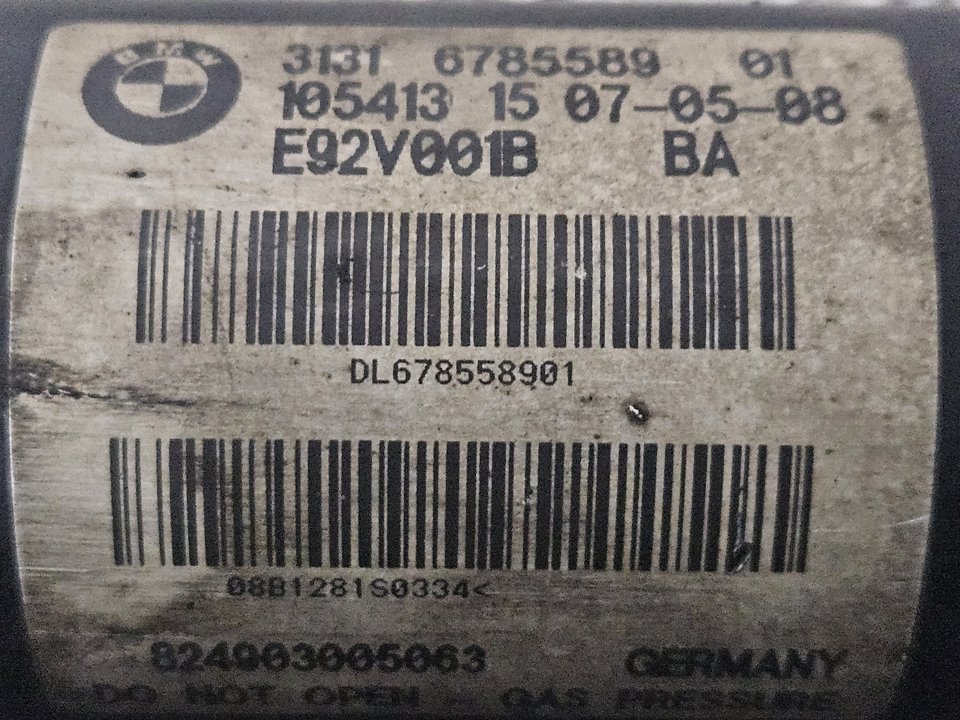 BMW
3131 6785589 01
105413 15 07-05-08
E92V001B BA
DL678558901
08B1281S0334<
824903005063 GERMANY
DO NOT OPEN - GAS PRESSURE